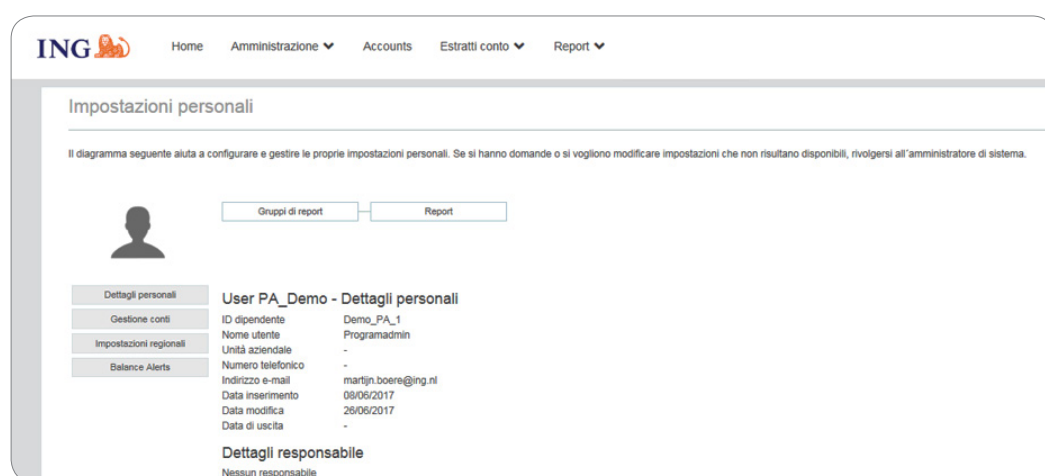 ING
Home Amministrazione Accounts Estratti conto Report
Impostazioni personali
Il diagramma seguente aiuta a configurare e gestire le proprie impostazioni personali. Se si hanno domande o si vogliono modificare impostazioni che non risultano disponibili, rivolgersi all'amministratore di sistema.
Gruppi di report Report
Dettagli personali
Gestione conti
Impostazioni regionali
Balance Alerts
User PA_Demo - Dettagli personali
ID dipendente Demo_PA_1
Nome utente Programadmin
Unità aziendale -
Numero telefonico -
Indirizzo e-mail martijn.boere@ing.nl
Data inserimento 08/06/2017
Data modifica 26/06/2017
Data di uscita -
Dettagli responsabile
Nessun responsabile